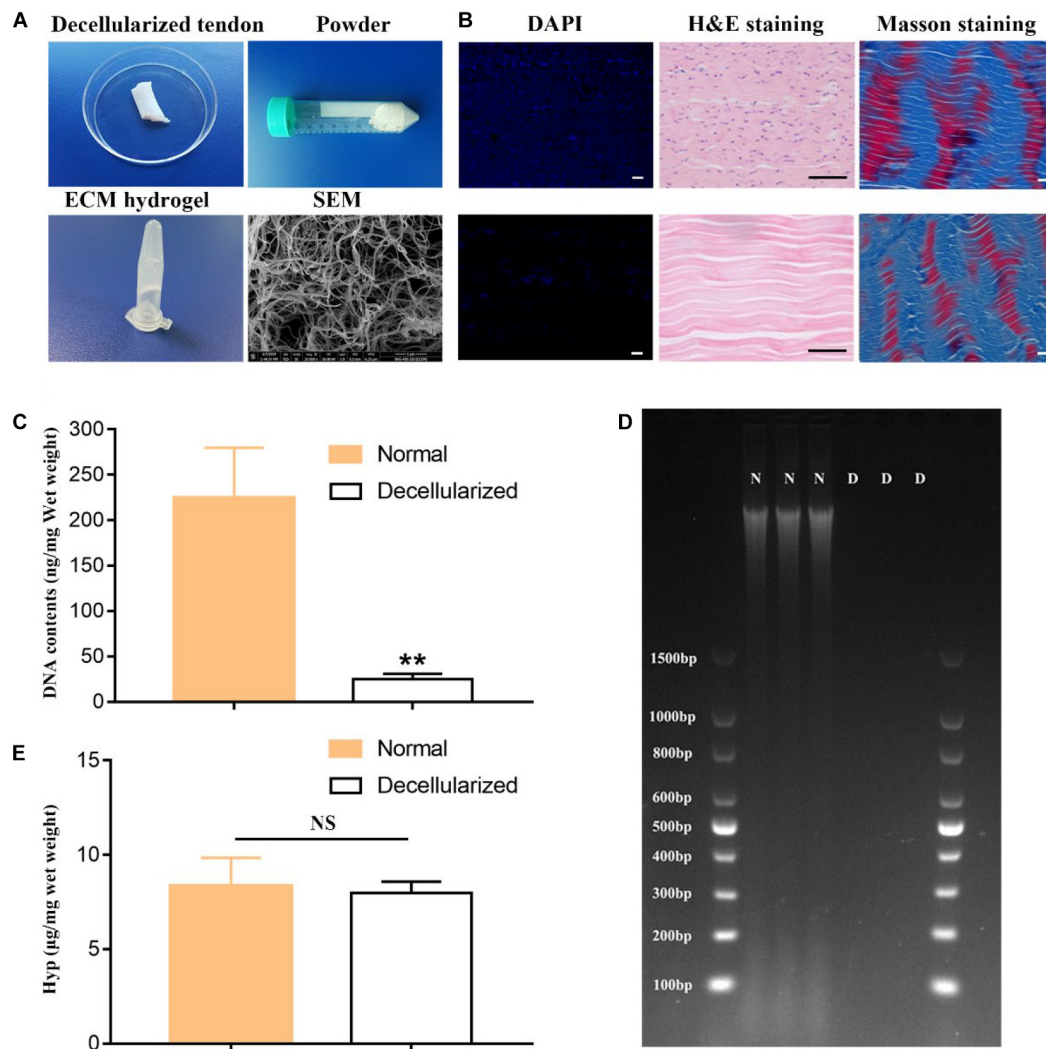 A
Decellularized tendon
Powder
ECM hydrogel
SEM
B
DAPI
H&E staining
Masson staining
C
DNA contents (ng/mg Wet weight)
300
250
200
150
100
50
0
Normal
Decellularized
**
D
N N N D D D
1500bp
1000bp
800bp
600bp
500bp
400bp
300bp
200bp
100bp
E
Hyp (μg/mg wet weight)
15
10
5
0
Normal
Decellularized
NS